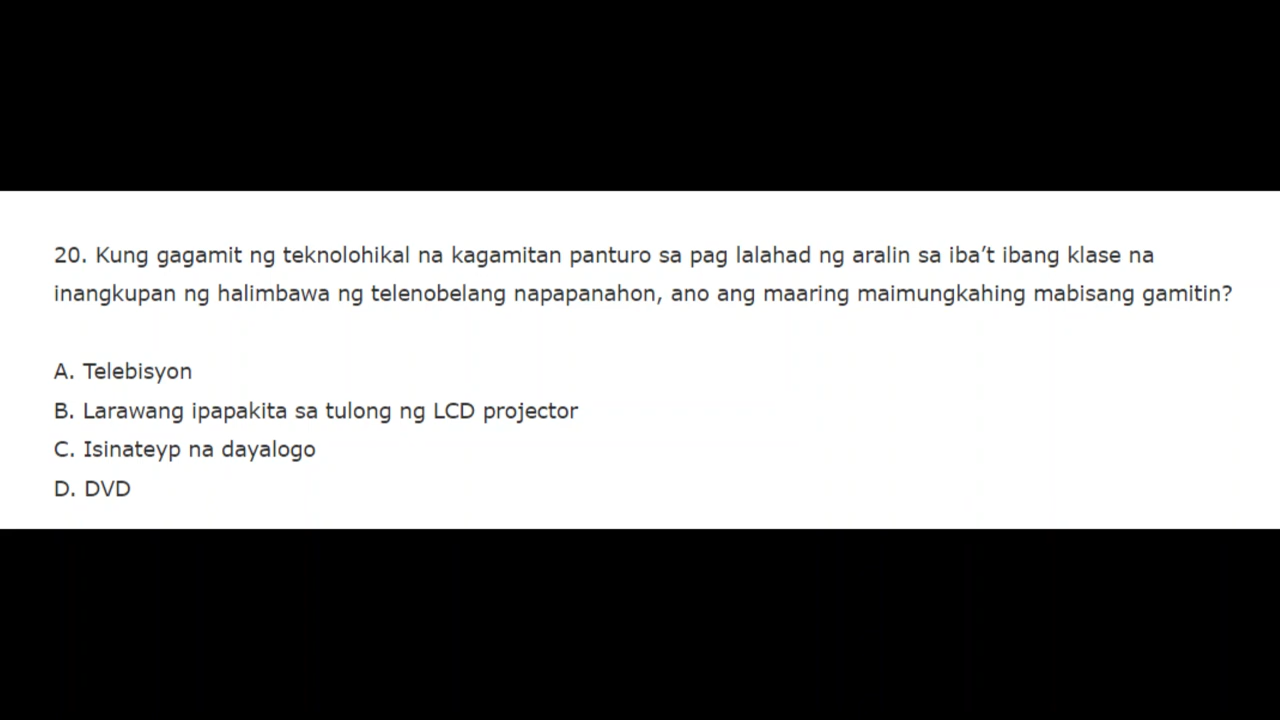 20. Kung gagamit ng teknolohikal na kagamitan panturo sa pag lalahad ng aralin sa iba’t ibang klase na
inangkupan ng halimbawa ng telenobelang napapanahon, ano ang maaring maimungkahing mabisang gamitin?
A. Telebisyon
B. Larawang ipapakita sa tulong ng LCD projector
C. Isinateyp na dayalogo
D. DVD